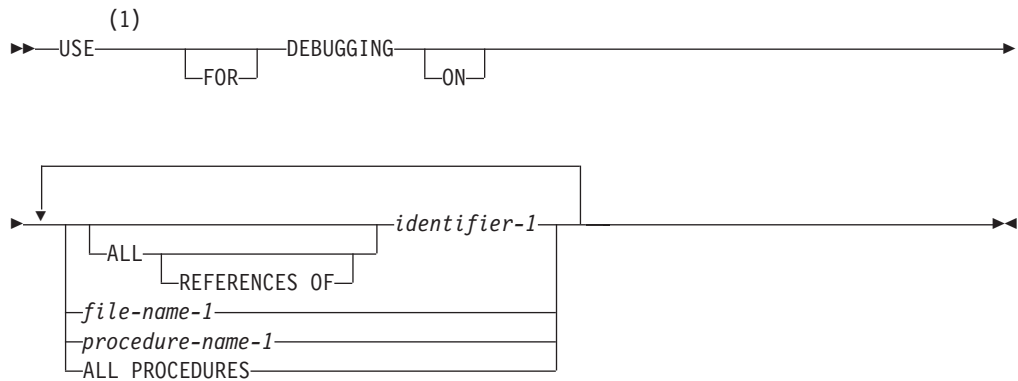 (1)
USE DEBUGGING
FOR ON
identifier-1
ALL
REFERENCES OF
file-name-1
procedure-name-1
ALL PROCEDURES